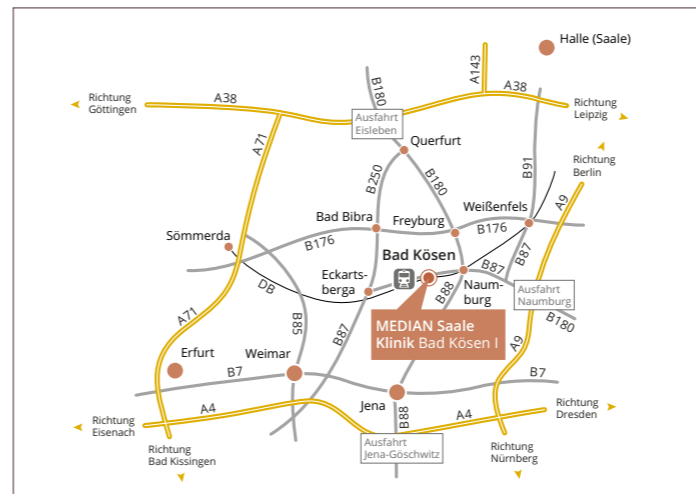 Halle (Saale)
A143
B180
A38
A38
Richtung
Göttingen
Richtung
Leipzig
Ausfahrt
Eisleben
A71
Querfurt
B91
Richtung
Berlin
B250
B180
A9
Weißenfels
Bad Bibra
Freyburg
B176
B176
Sömmerda
Bad Kösen
B87
B87
DB
Eckarts-
berga
Naum-
burg
Ausfahrt
Naumburg
B88
B180
A71
B85
B87
MEDIAN Saale
Klinik Bad Kösen I
A9
Erfurt
Weimar
B7
B7
Jena
A4
B88
A4
Richtung
Dresden
Richtung
Eisenach
Richtung
Bad Kissingen
Ausfahrt
Jena-Göschwitz
Richtung
Nürnberg